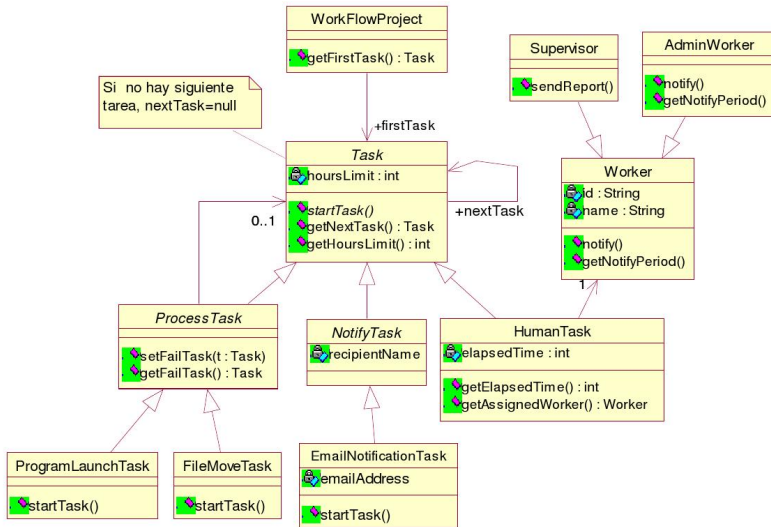 WorkFlowProject
getFirstTask() : Task
Supervisor
sendReport()
AdminWorker
notify()
getNotifyPeriod()
Si no hay siguiente
tarea, nextTask=null
+firstTask
Task
hoursLimit : int
startTask()
getNextTask() : Task
getHoursLimit() : int
+nextTask
0..1
Worker
id : String
name : String
notify()
getNotifyPeriod()
1
ProcessTask
setFailTask(t : Task)
getFailTask() : Task
NotifyTask
recipientName
HumanTask
elapsedTime : int
getElapsedTime() : int
getAssignedWorker() : Worker
ProgramLaunchTask
startTask()
FileMoveTask
startTask()
EmailNotificationTask
emailAddress
startTask()